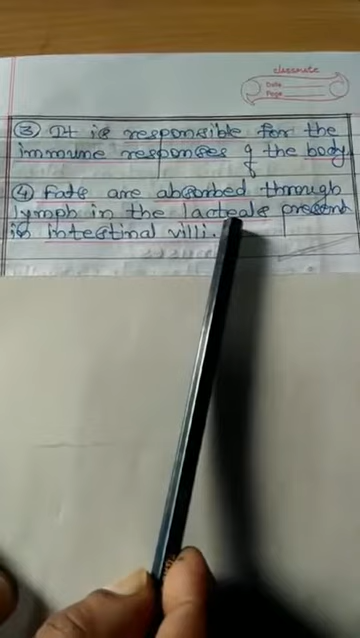 classmate
Date
Page
③ It is responsible for the
immune responses of the body
④ Fats are absorbed through
lymph in the lacteals present
in intestinal villi.